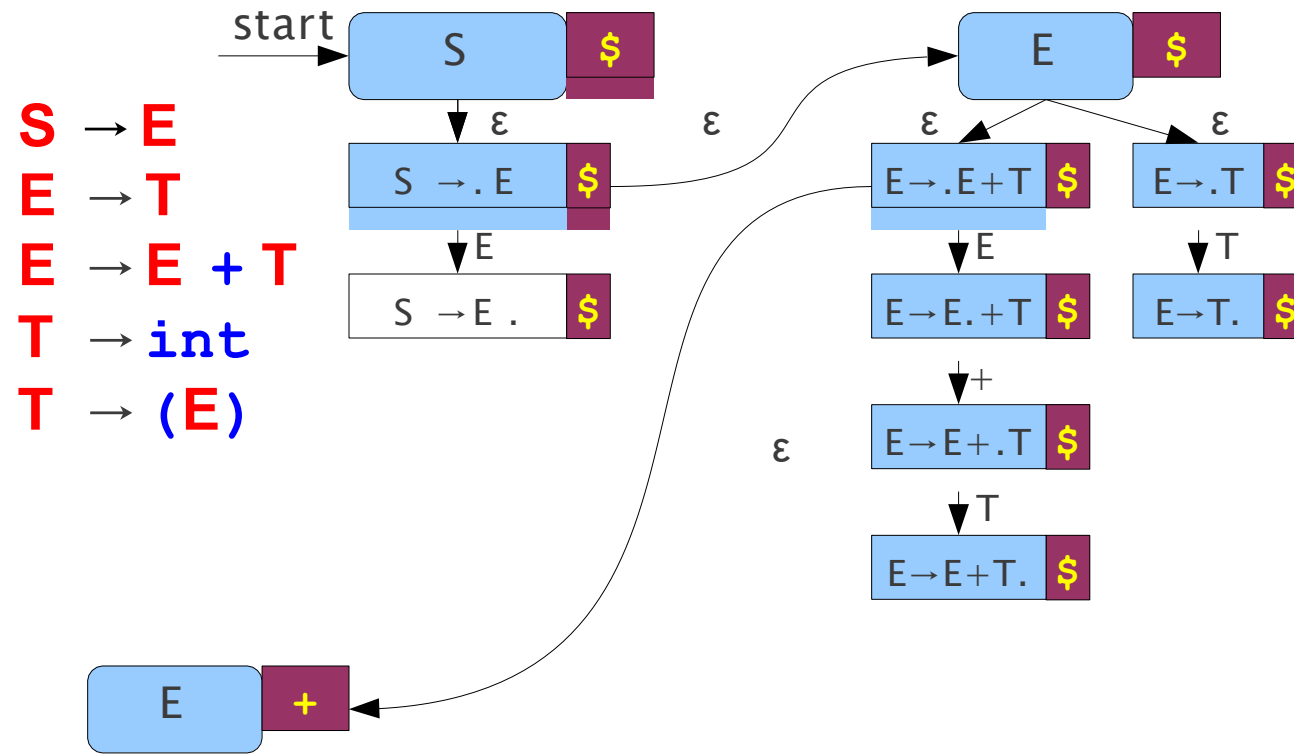 start
S $
E $
S → E
E → T
E → E + T
T → int
T → (E)
ε
ε
ε
ε
S →. E $
E→.E+T $
E→.T $
E
E
T
S →E . $
E→E.+T $
E→T. $
+
ε
E→E+.T $
T
E→E+T. $
E +